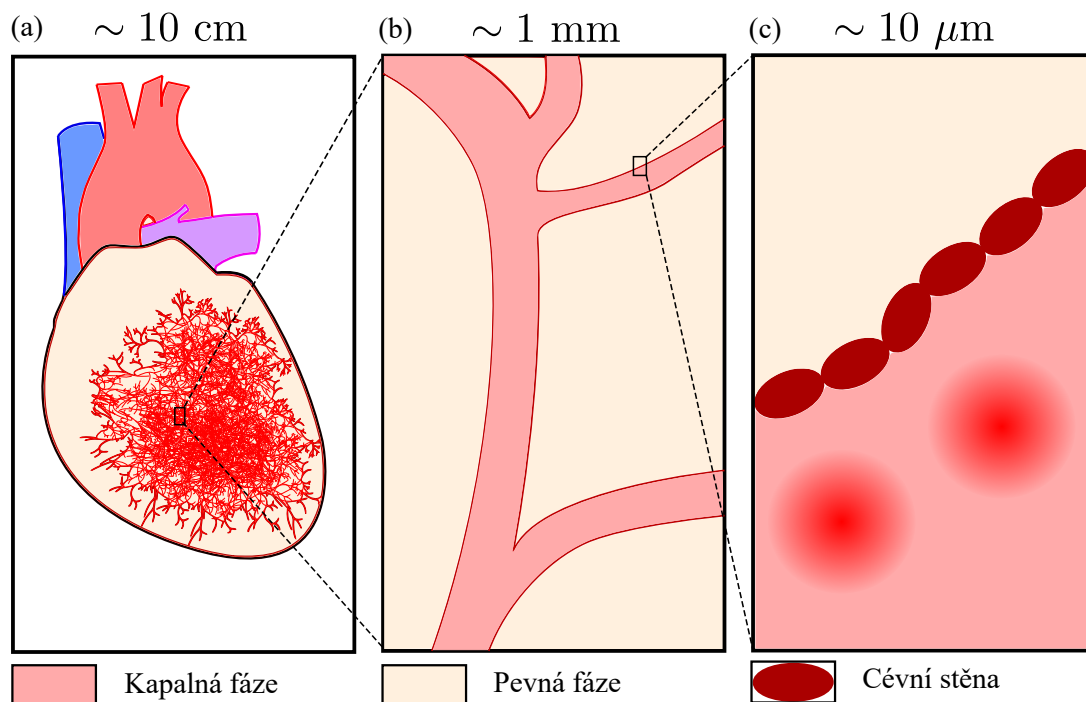 (a) ∼ 10 cm
(b) ∼ 1 mm
(c) ∼ 10 μm
Kapalná fáze
Pevná fáze
Cévní stěna